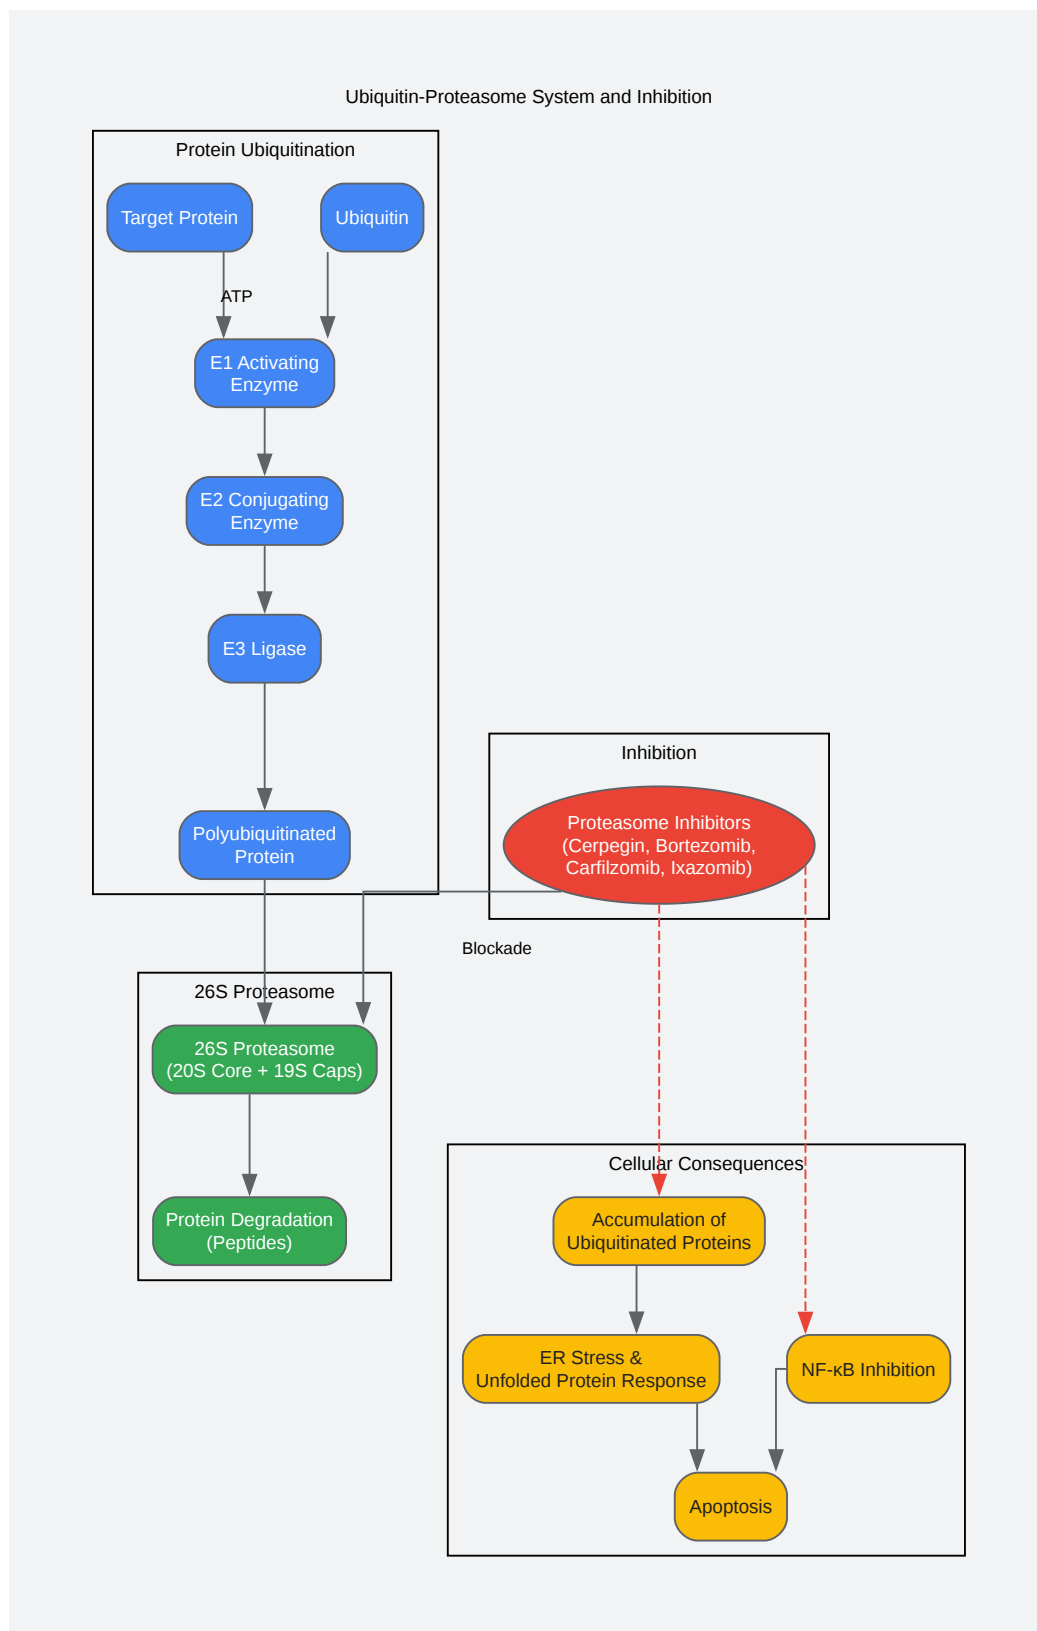 Ubiquitin-Proteasome System and Inhibition
Protein Ubiquitination
Target Protein
Ubiquitin
ATP
E1 Activating
Enzyme
E2 Conjugating
Enzyme
E3 Ligase
Polyubiquitinated
Protein
Inhibition
Proteasome Inhibitors
(Cerpegin, Bortezomib,
Carfilzomib, Ixazomib)
Blockade
26S Proteasome
26S Proteasome
(20S Core + 19S Caps)
Protein Degradation
(Peptides)
Cellular Consequences
Accumulation of
Ubiquitinated Proteins
ER Stress &
Unfolded Protein Response
NF-κB Inhibition
Apoptosis